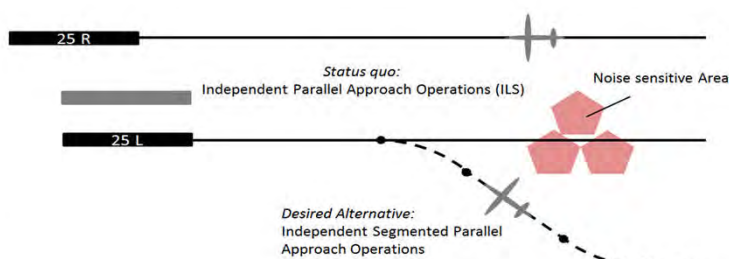 25 R
Status quo:
Independent Parallel Approach Operations (ILS)
Noise sensitive Area
25 L
Desired Alternative:
Independent Segmented Parallel
Approach Operations